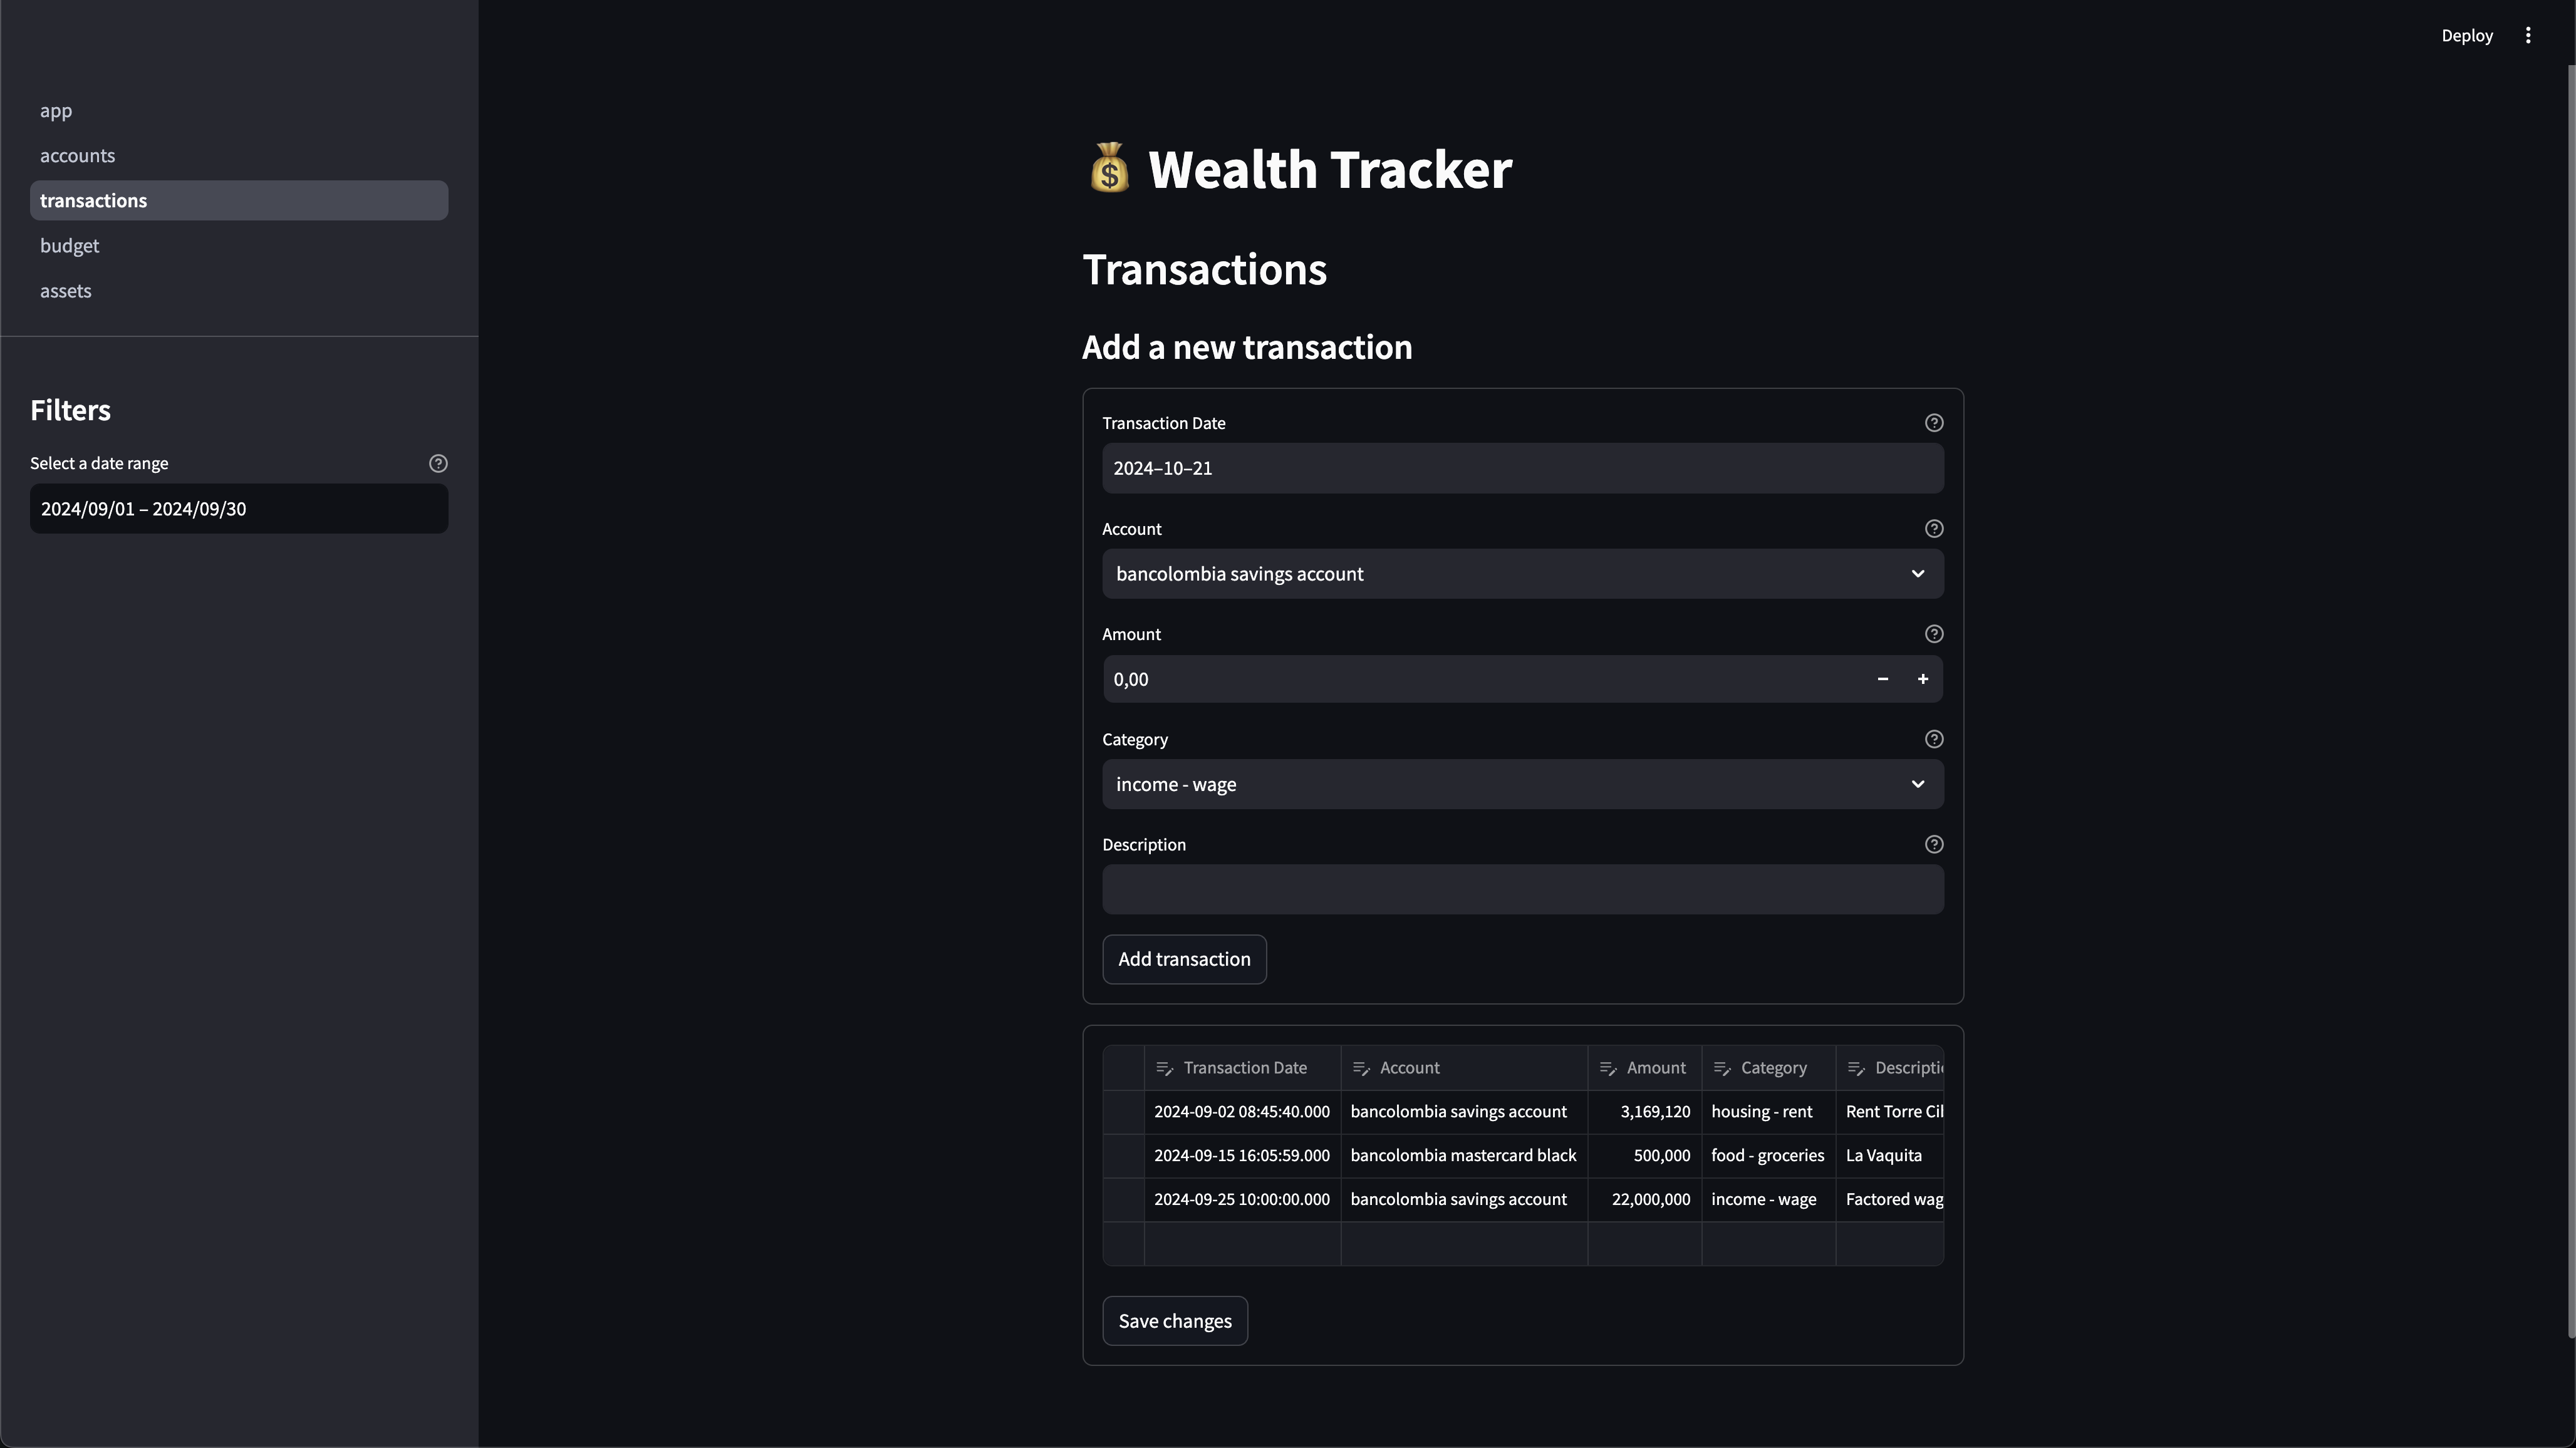 Deploy
app
accounts
transactions
budget
assets
Filters
Select a date range
2024/09/01 – 2024/09/30
Wealth Tracker
Transactions
Add a new transaction
Transaction Date
2024–10–21
Account
bancolombia savings account
Amount
0,00
Category
income - wage
Description
Add transaction
Transaction Date Account Amount Category Descripti
2024-09-02 08:45:40.000 bancolombia savings account 3,169,120 housing - rent Rent Torre Cil
2024-09-15 16:05:59.000 bancolombia mastercard black 500,000 food - groceries La Vaquita
2024-09-25 10:00:00.000 bancolombia savings account 22,000,000 income - wage Factored wag
Save changes